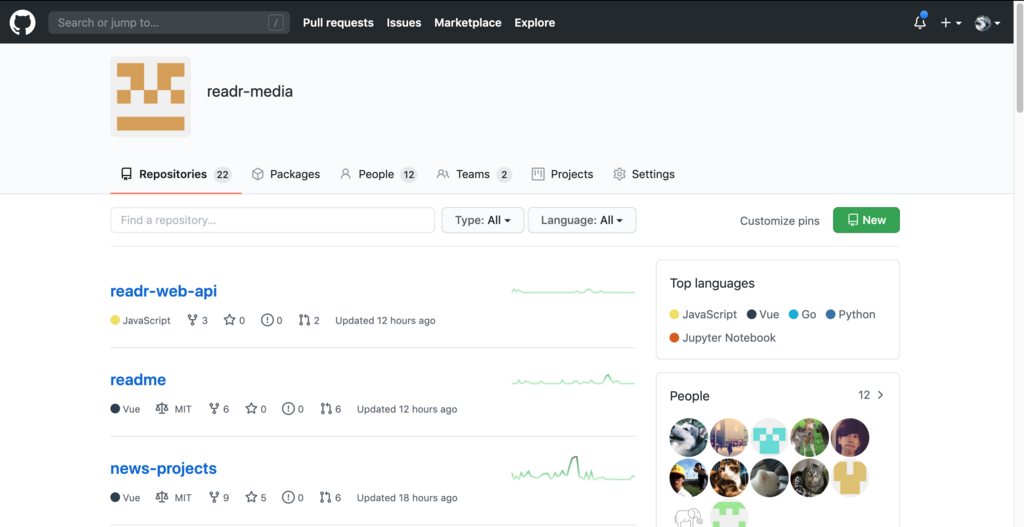 Search or jump to... /
Pull requests Issues Marketplace Explore
readr-media
Repositories 22 Packages People 12 Teams 2 Projects Settings
Find a repository... Type: All Language: All Customize pins New
readr-web-api
JavaScript 3 0 0 2 Updated 12 hours ago
readme
Vue MIT 6 0 0 6 Updated 12 hours ago
news-projects
Vue MIT 9 5 0 6 Updated 18 hours ago
Top languages
JavaScript Vue Go Python
Jupyter Notebook
People 12